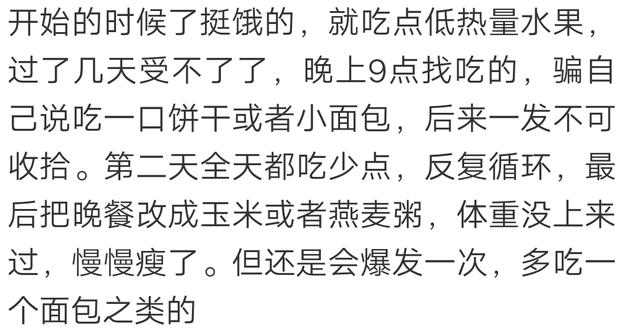 开始的时候了挺饿的，就吃点低热量水果，
过了几天受不了了，晚上9点找吃的，骗自
己说吃一口饼干或者小面包，后来一发不可
收拾。第二天全天都吃少点，反复循环，最
后把晚餐改成玉米或者燕麦粥，体重没上来
过，慢慢瘦了。但还是会爆发一次，多吃一
个面包之类的